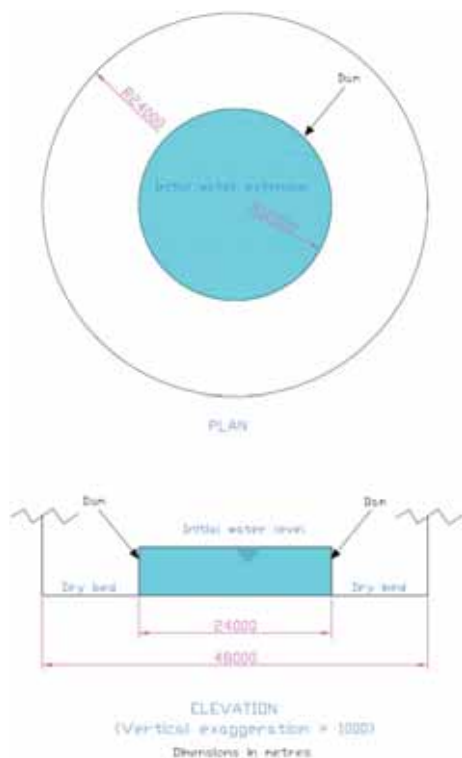 Dam
R24000
Initial water extension
PLAN
Dam
Dam
Initial water level
Dry bed
Dry bed
24000
48000
ELEVATION
(Vertical exaggeration = 1000)
Dimensions in metres